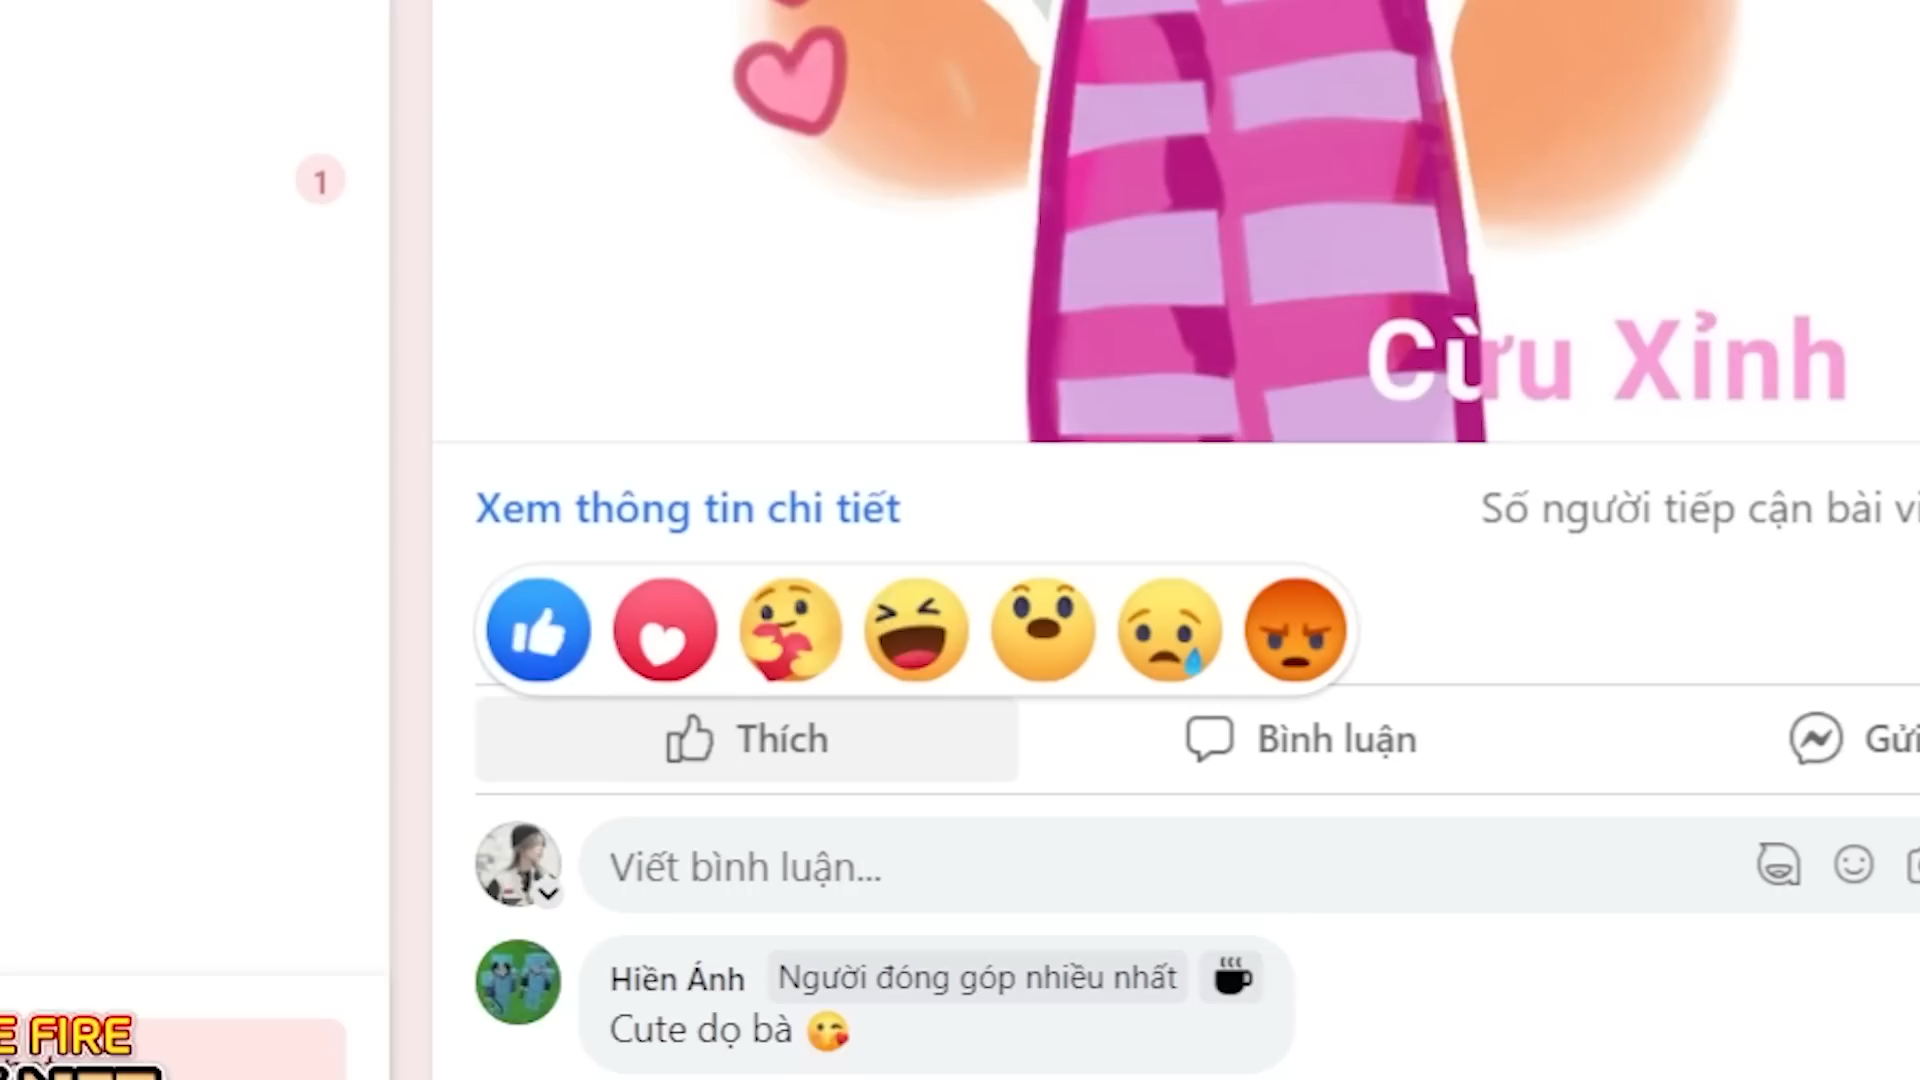 1
Cừu Xỉnh
Xem thông tin chi tiết
Số người tiếp cận bài
Thích
Bình luận
Gửi
Viết bình luận...
Hiền Ánh Người đóng góp nhiều nhất
Cute dọ bà
FIRE